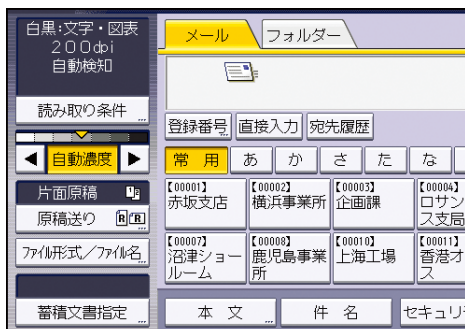 白黒:文字・図表
200dpi
自動検知
読み取り条件
自動濃度
片面原稿
原稿送り
ファイル形式/ファイル名
蓄積文書指定
メール
フォルダー
登録番号
直接入力
宛先履歴
常用
あ
か
さ
た
な
【00001】
赤坂支店
【00002】
横浜事業所
【00003】
企画課
【00004】
ロサン
ス支局
【00007】
沼津ショー
ルーム
【00008】
鹿児島事業
所
【00010】
上海工場
【00011】
香港オ
ス
本文
件名
セキュリ